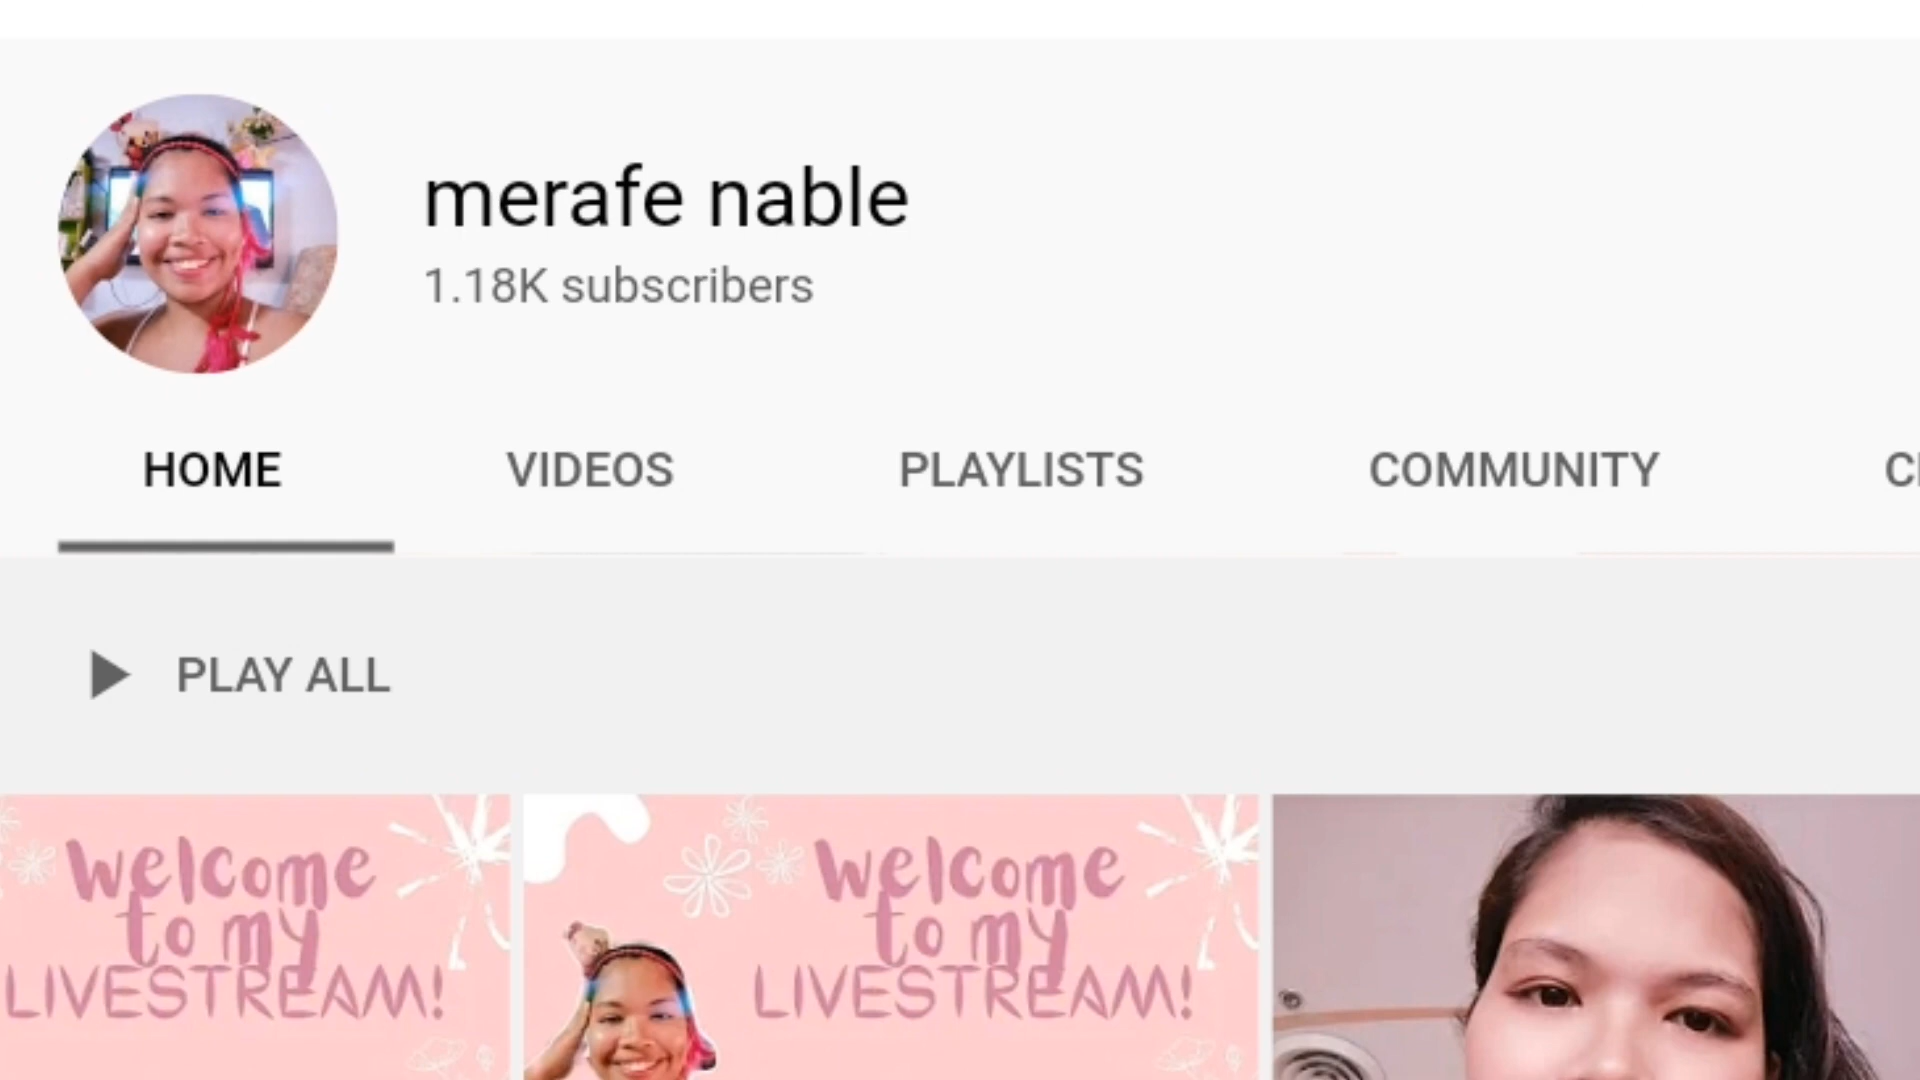 merafe nable
1.18K subscribers
HOME VIDEOS PLAYLISTS COMMUNITY
PLAY ALL
welcome
to my
LIVESTREAM!
welcome
to my
LIVESTREAM!